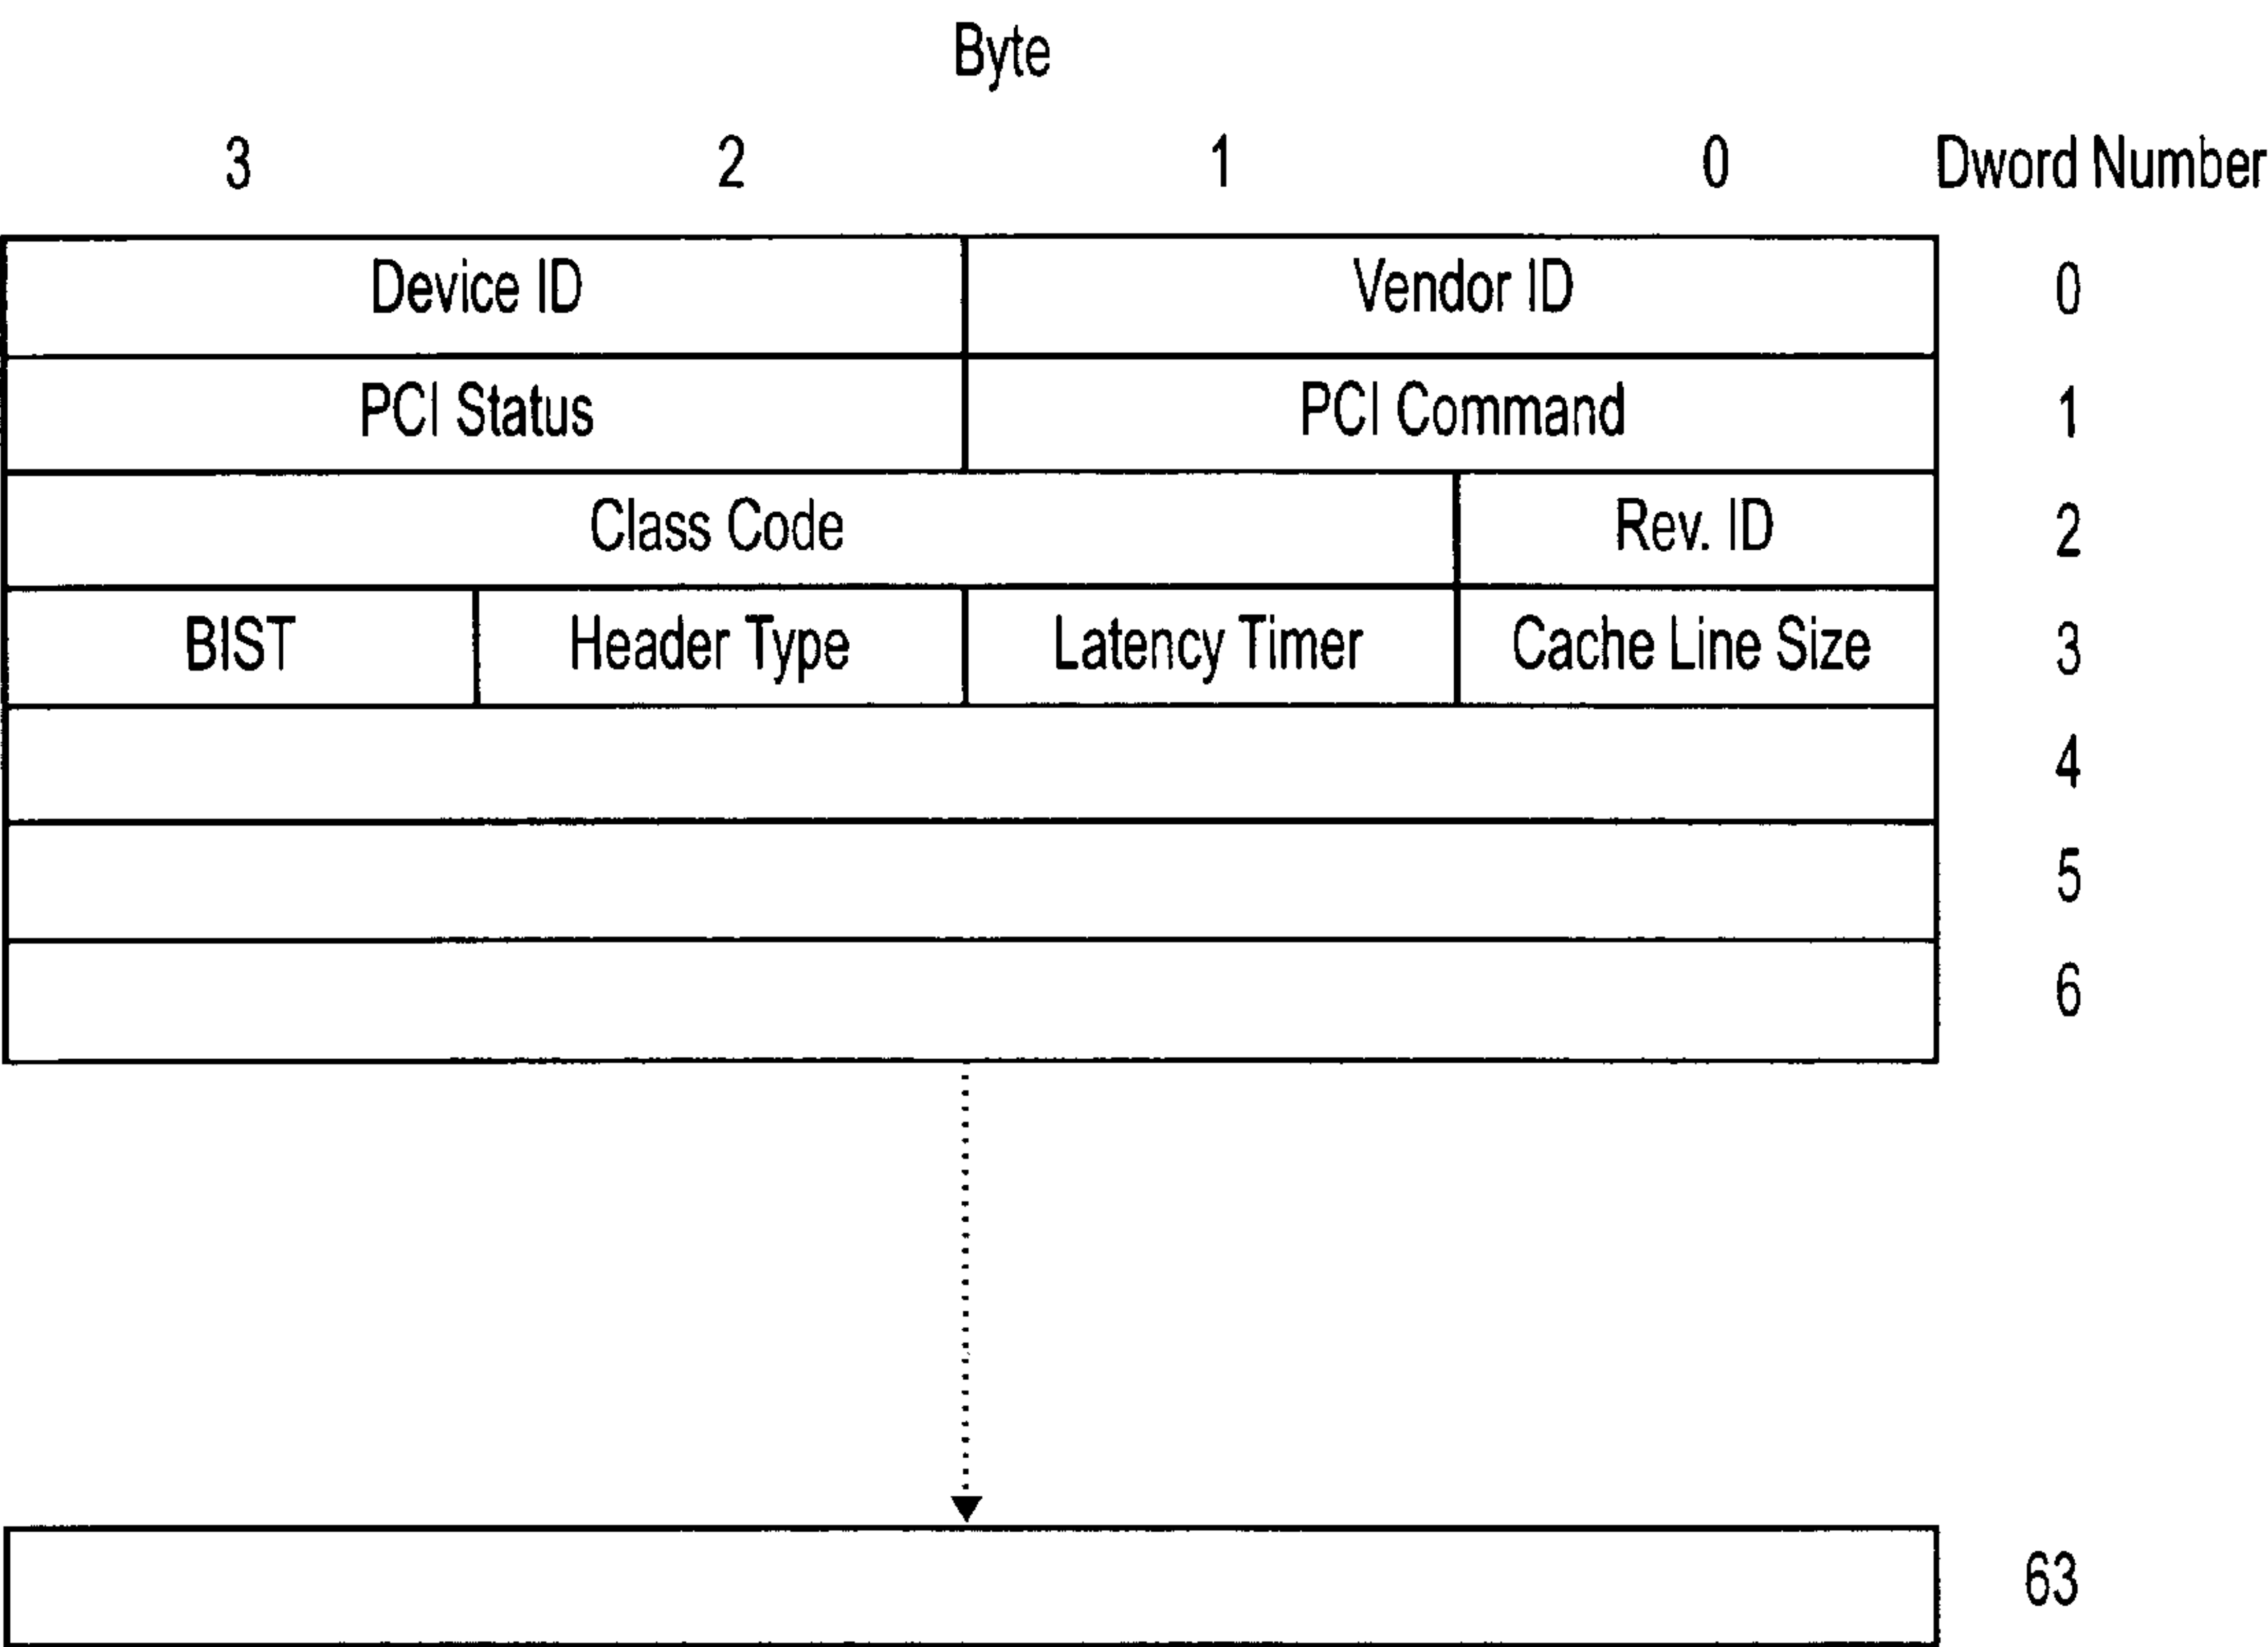 Byte
3 2 1 0 Dword Number
Device ID Vendor ID 0
PCI Status PCI Command 1
Class Code Rev. ID 2
BIST Header Type Latency Timer Cache Line Size 3
4
5
6
63